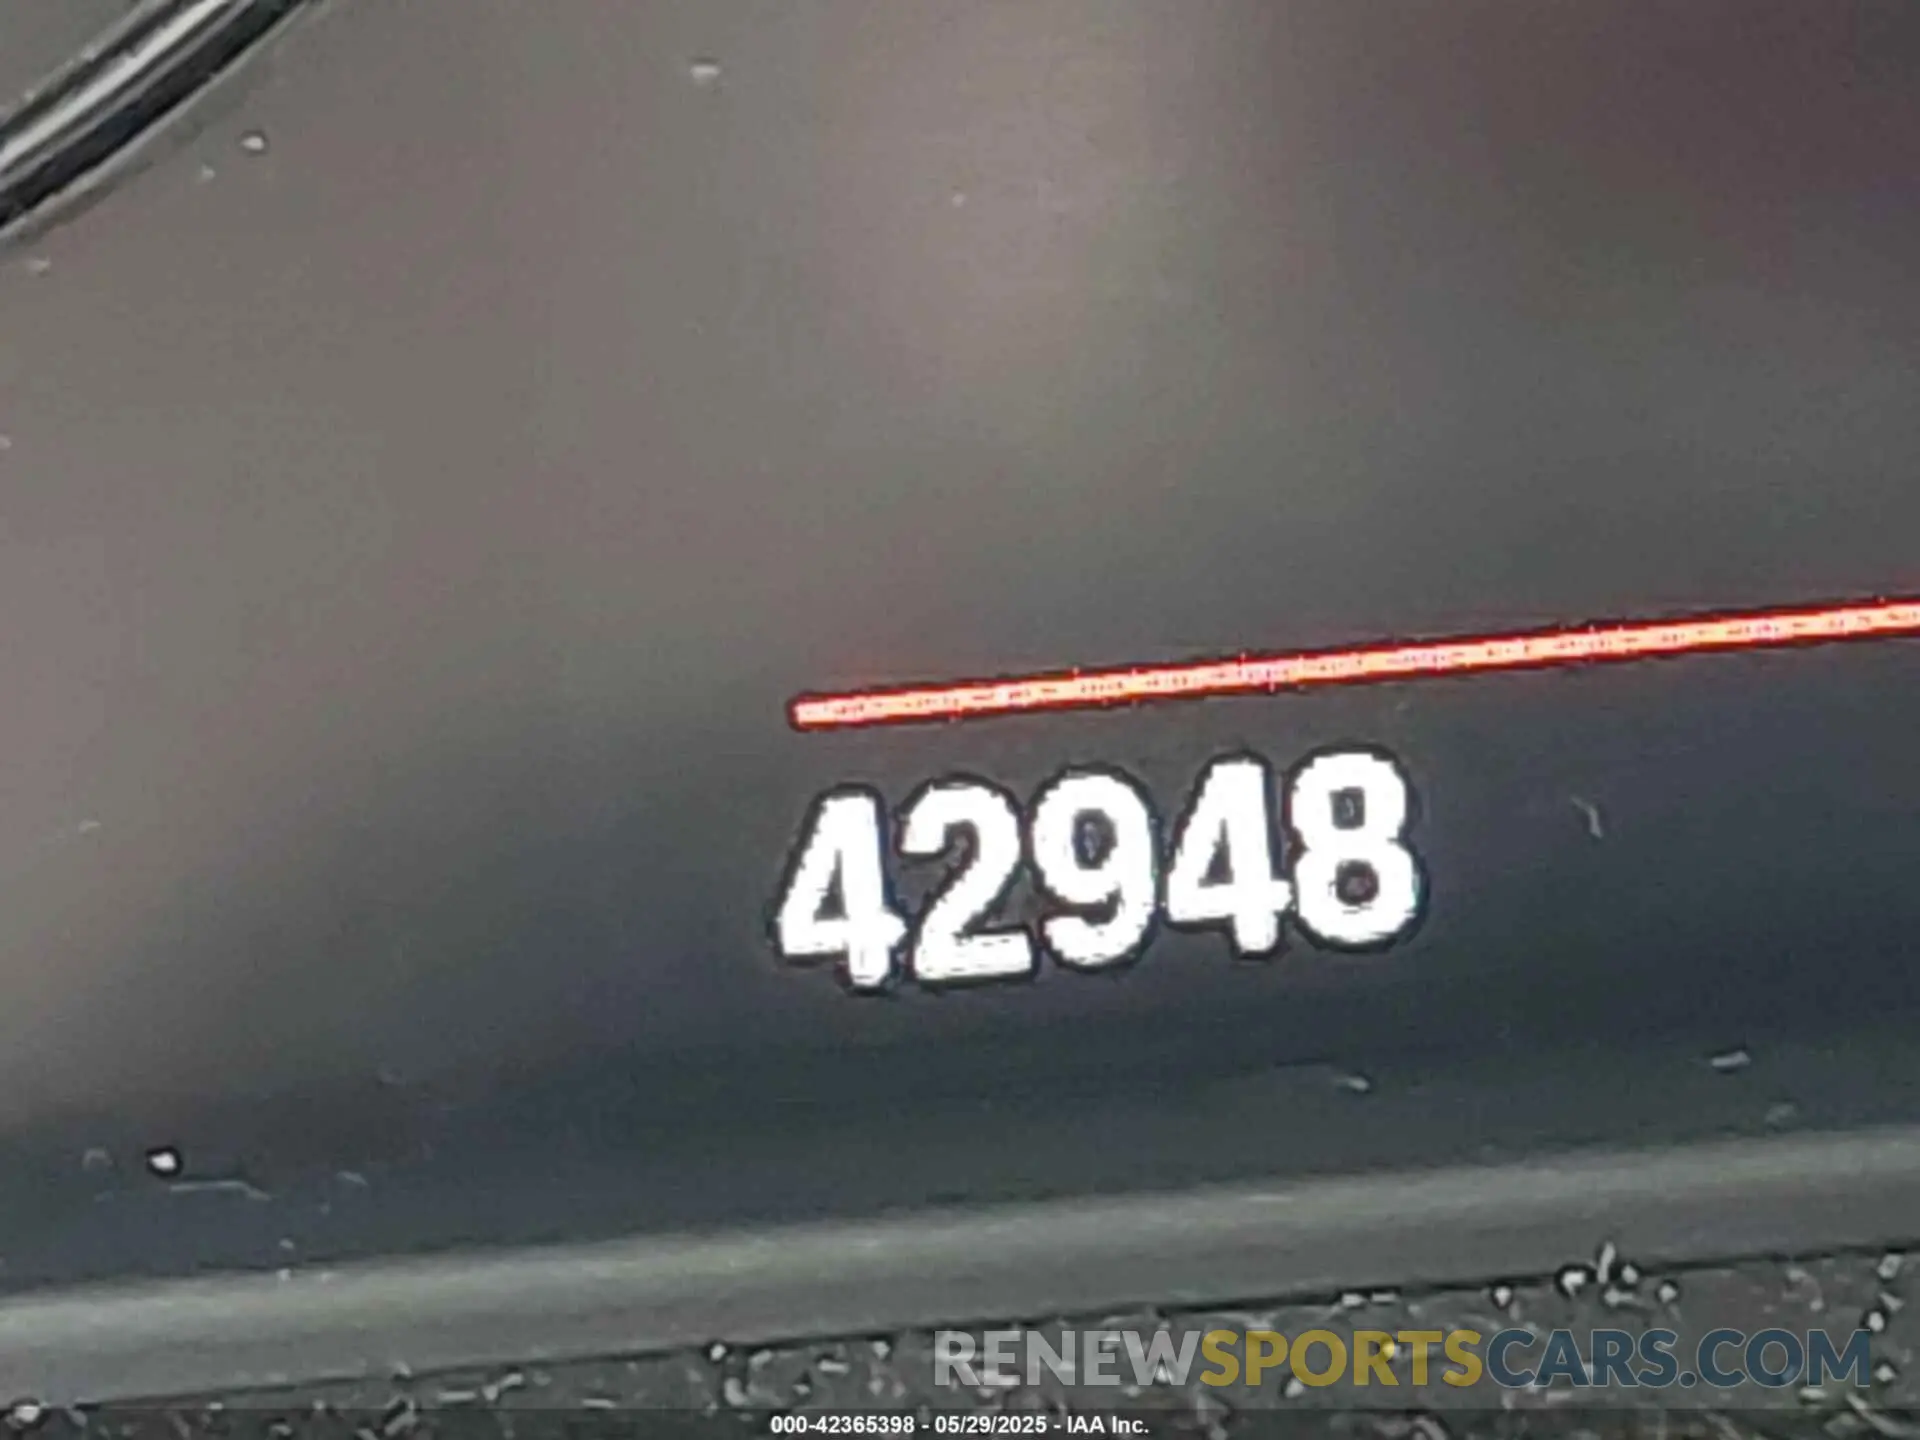 42948
RENEWSPORTSCARS.COM
000-42365398 - 05/29/2025 - IAA Inc.